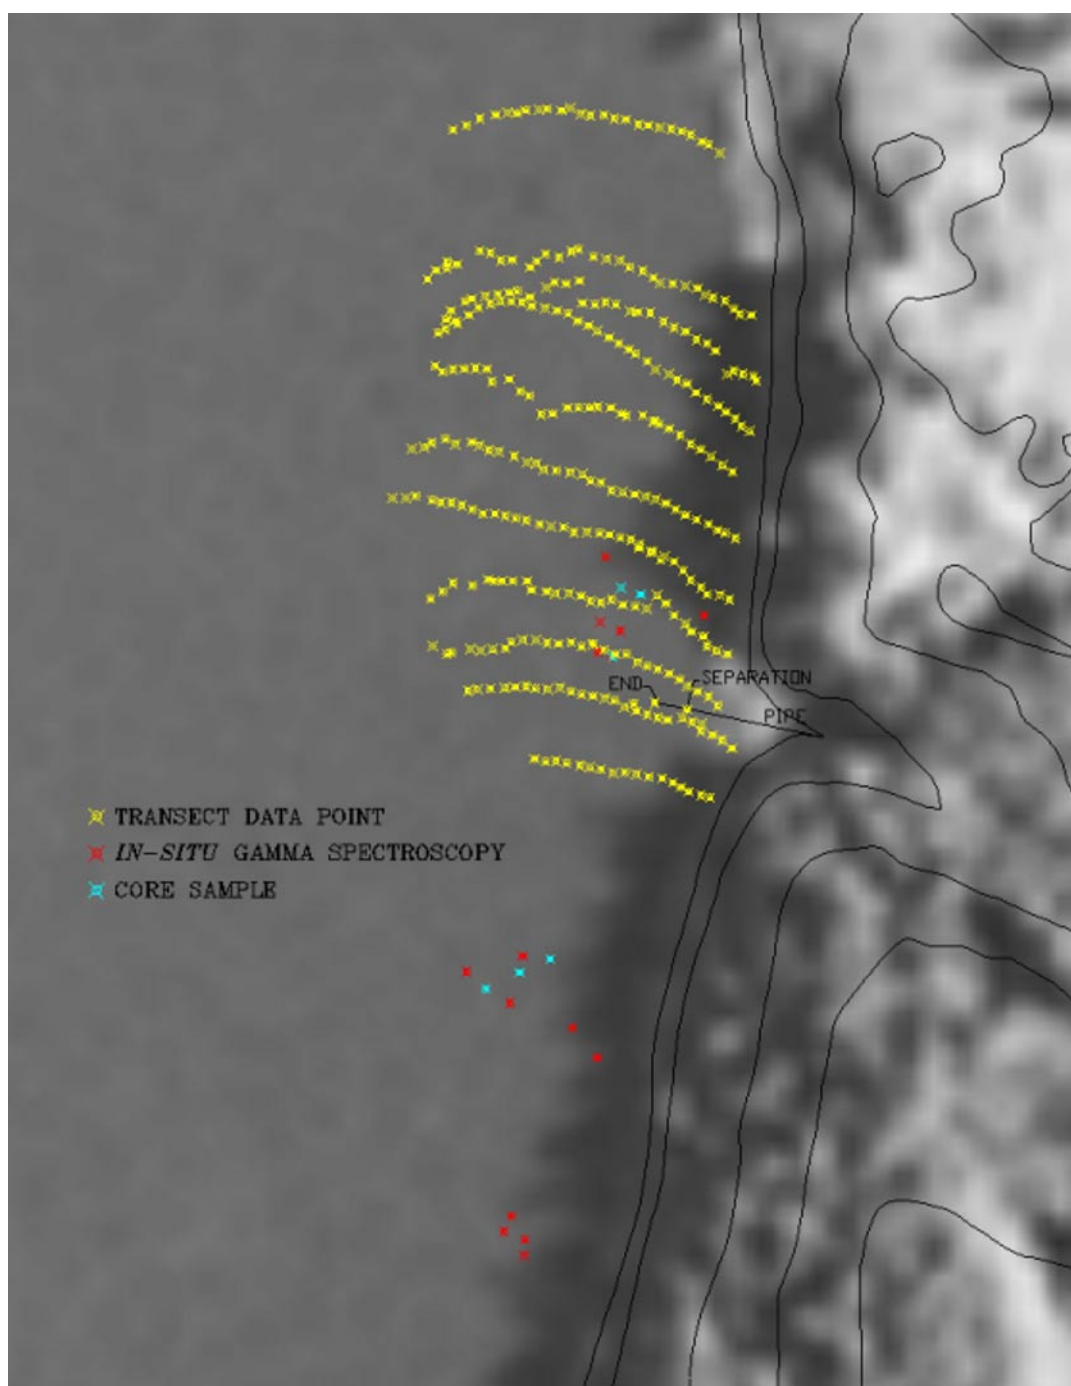 SEPARATION
END
PIPE
TRANSECT DATA POINT
IN-SITU GAMMA SPECTROSCOPY
CORE SAMPLE